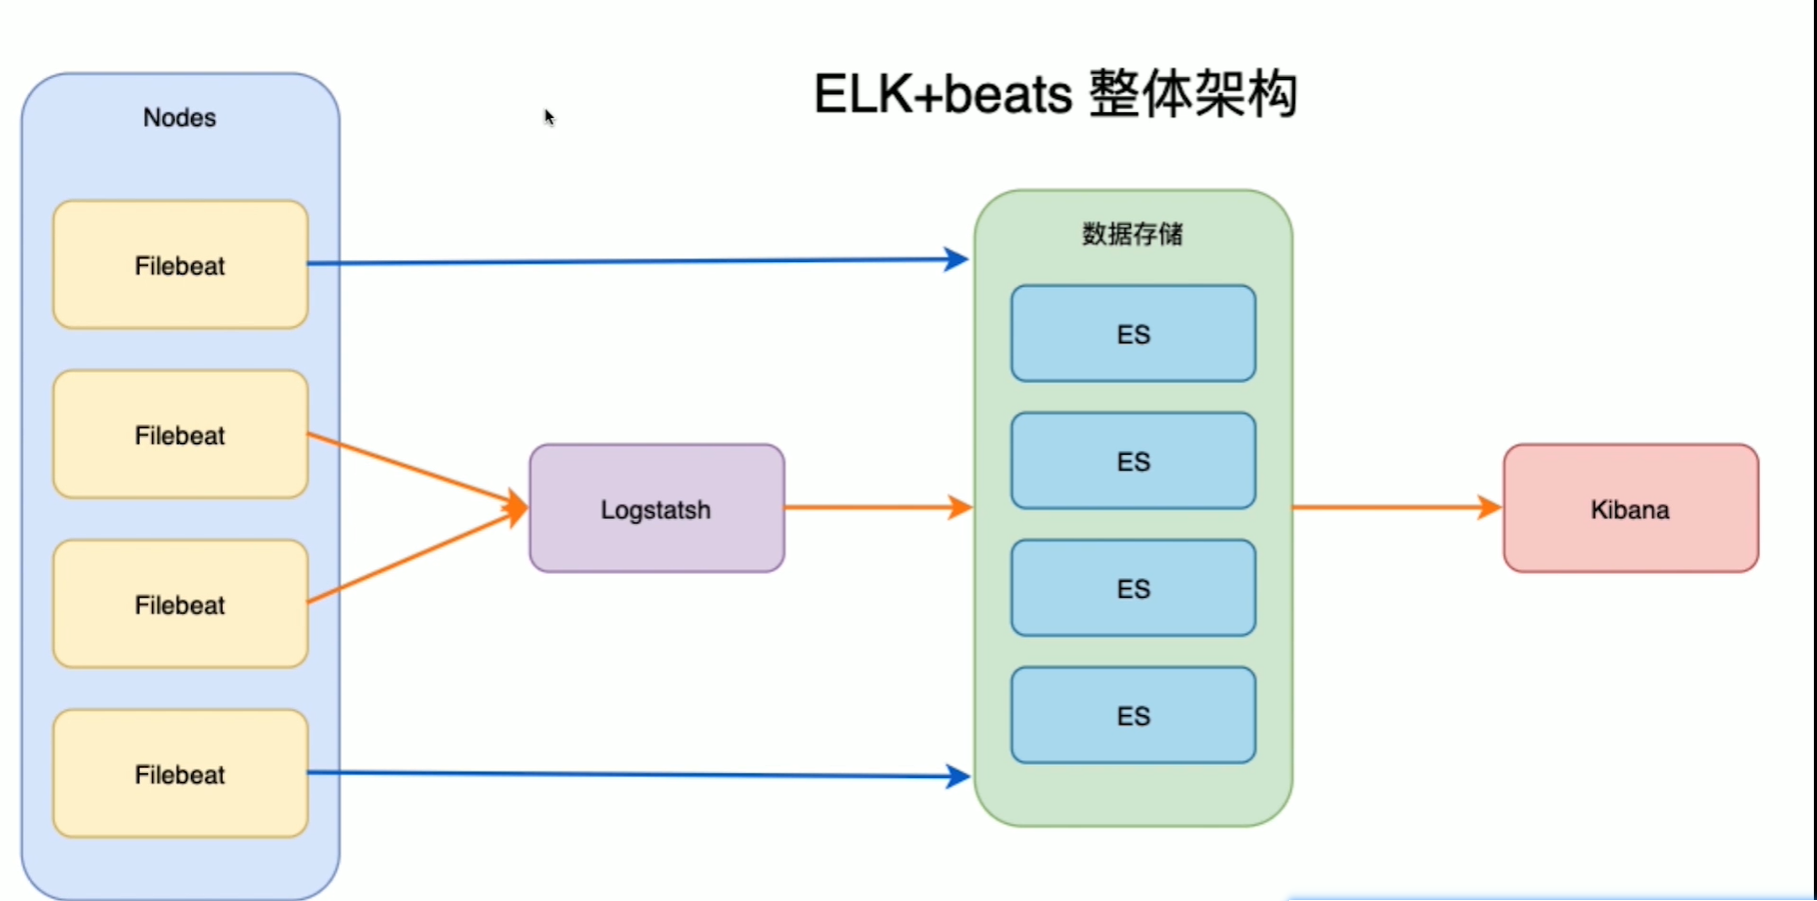 ELK+beats 整体架构
Nodes
Filebeat
Filebeat
Filebeat
Filebeat
Logstatsh
数据存储
ES
ES
ES
ES
Kibana